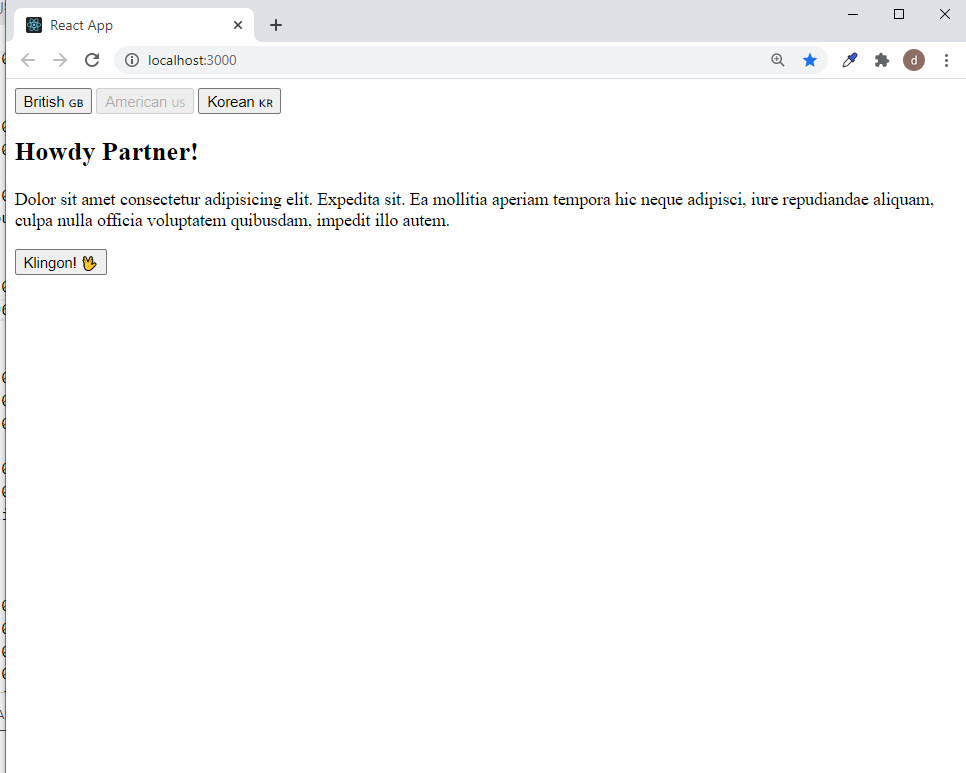 React App
localhost:3000
d
British GB American US Korean KR
Howdy Partner!
Dolor sit amet consectetur adipisicing elit. Expedita sit. Ea mollitia aperiam tempora hic neque adipisci, iure repudiandae aliquam,
culpa nulla officia voluptatem quibusdam, impedit illo autem.
Klingon! 🖖